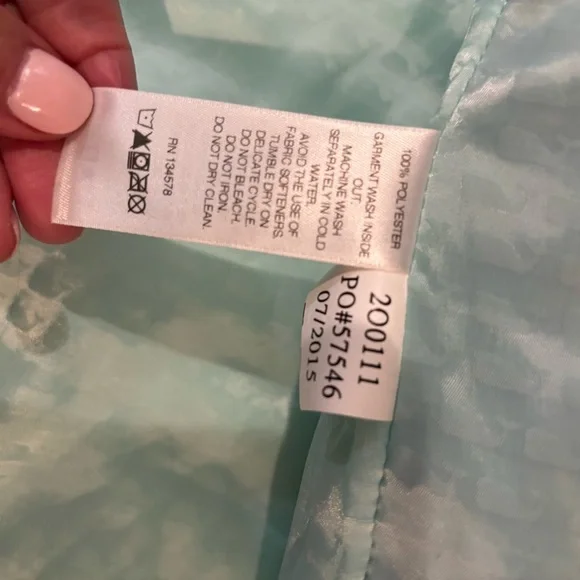 100% POLYESTER
GARMENT WASH INSIDE
OUT.
MACHINE WASH
SEPARATELY IN COLD
WATER.
AVOID THE USE OF
FABRIC SOFTENERS.
TUMBLE DRY ON
DELICATE CYCLE.
DO NOT BLEACH.
DO NOT IRON.
DO NOT DRY CLEAN.
RN 134578
200111
PO#57546
07/2015